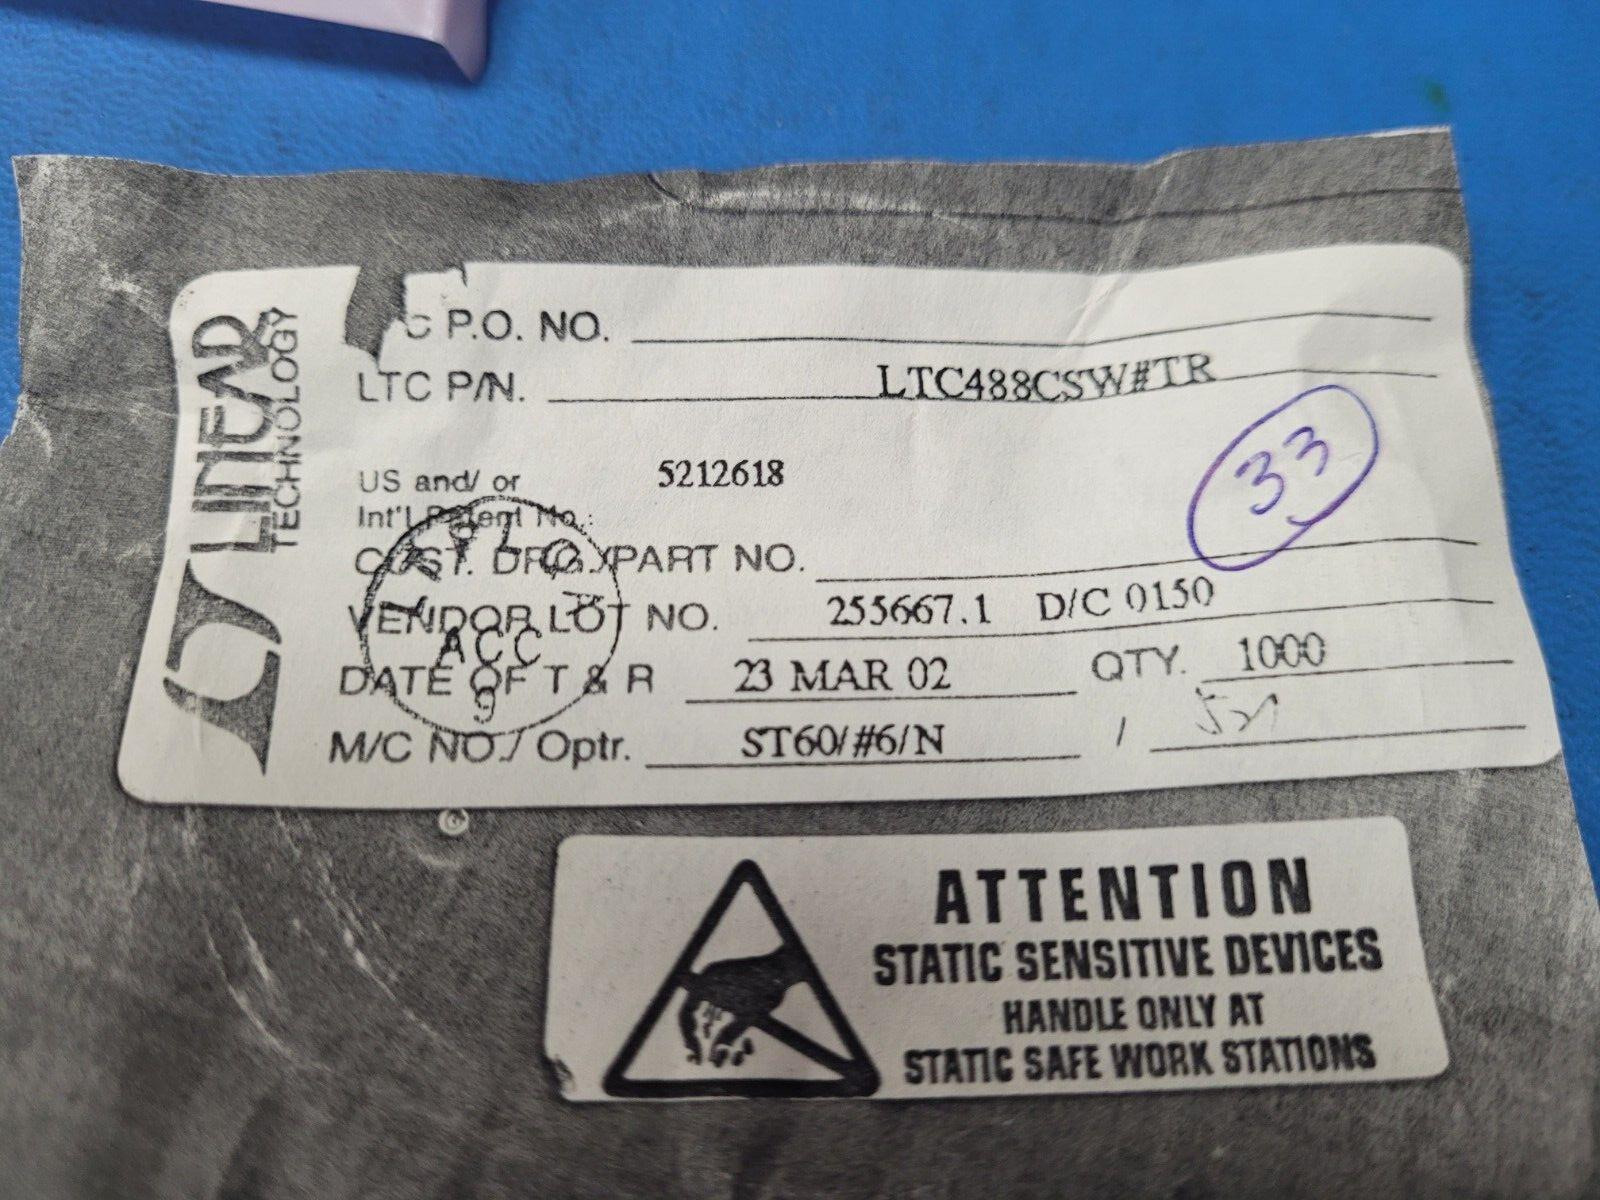 LINEAR
TECHNOLOGY
C P.O. NO.
LTC P/N. LTC488CSW#TR
33
US and/ or 5212618
Int'l Patent No.:
CUST. DRG./PART NO.
VENDOR LOT NO. 255667.1 D/C 0150
ACC
DATE OF T & R 23 MAR 02 QTY. 1000
9
M/C NO./ Optr. ST60/#6/N /
ATTENTION
STATIC SENSITIVE DEVICES
HANDLE ONLY AT
STATIC SAFE WORK STATIONS